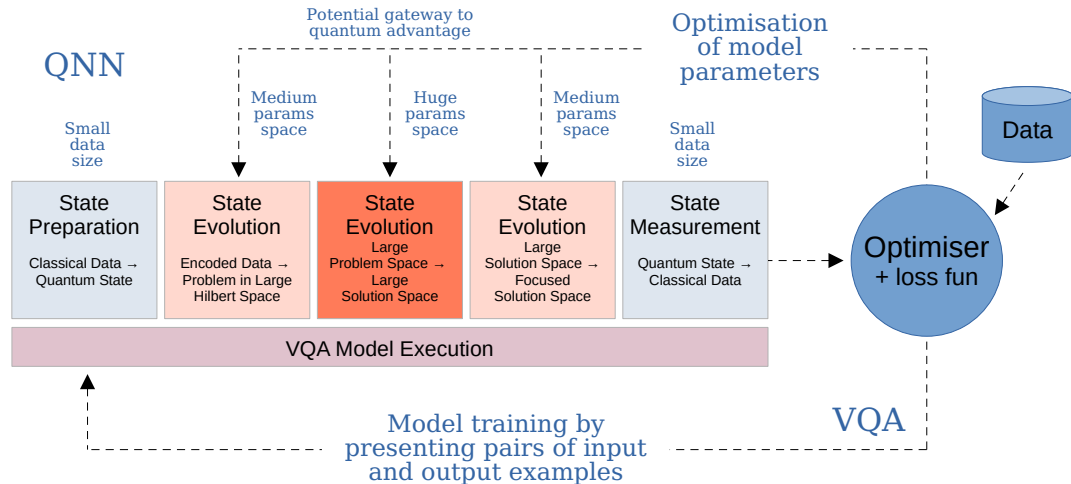 Potential gateway to
quantum advantage
Optimisation
of model
parameters
QNN
Medium
params
space
Huge
params
space
Medium
params
space
Small
data
size
Small
data
size
Data
State
Preparation
Classical Data →
Quantum State
State
Evolution
Encoded Data →
Problem in Large
Hilbert Space
State
Evolution
Large
Problem Space →
Large
Solution Space
State
Evolution
Large
Solution Space →
Focused
Solution Space
State
Measurement
Quantum State →
Classical Data
Optimiser
+ loss fun
VQA Model Execution
VQA
Model training by
presenting pairs of input
and output examples